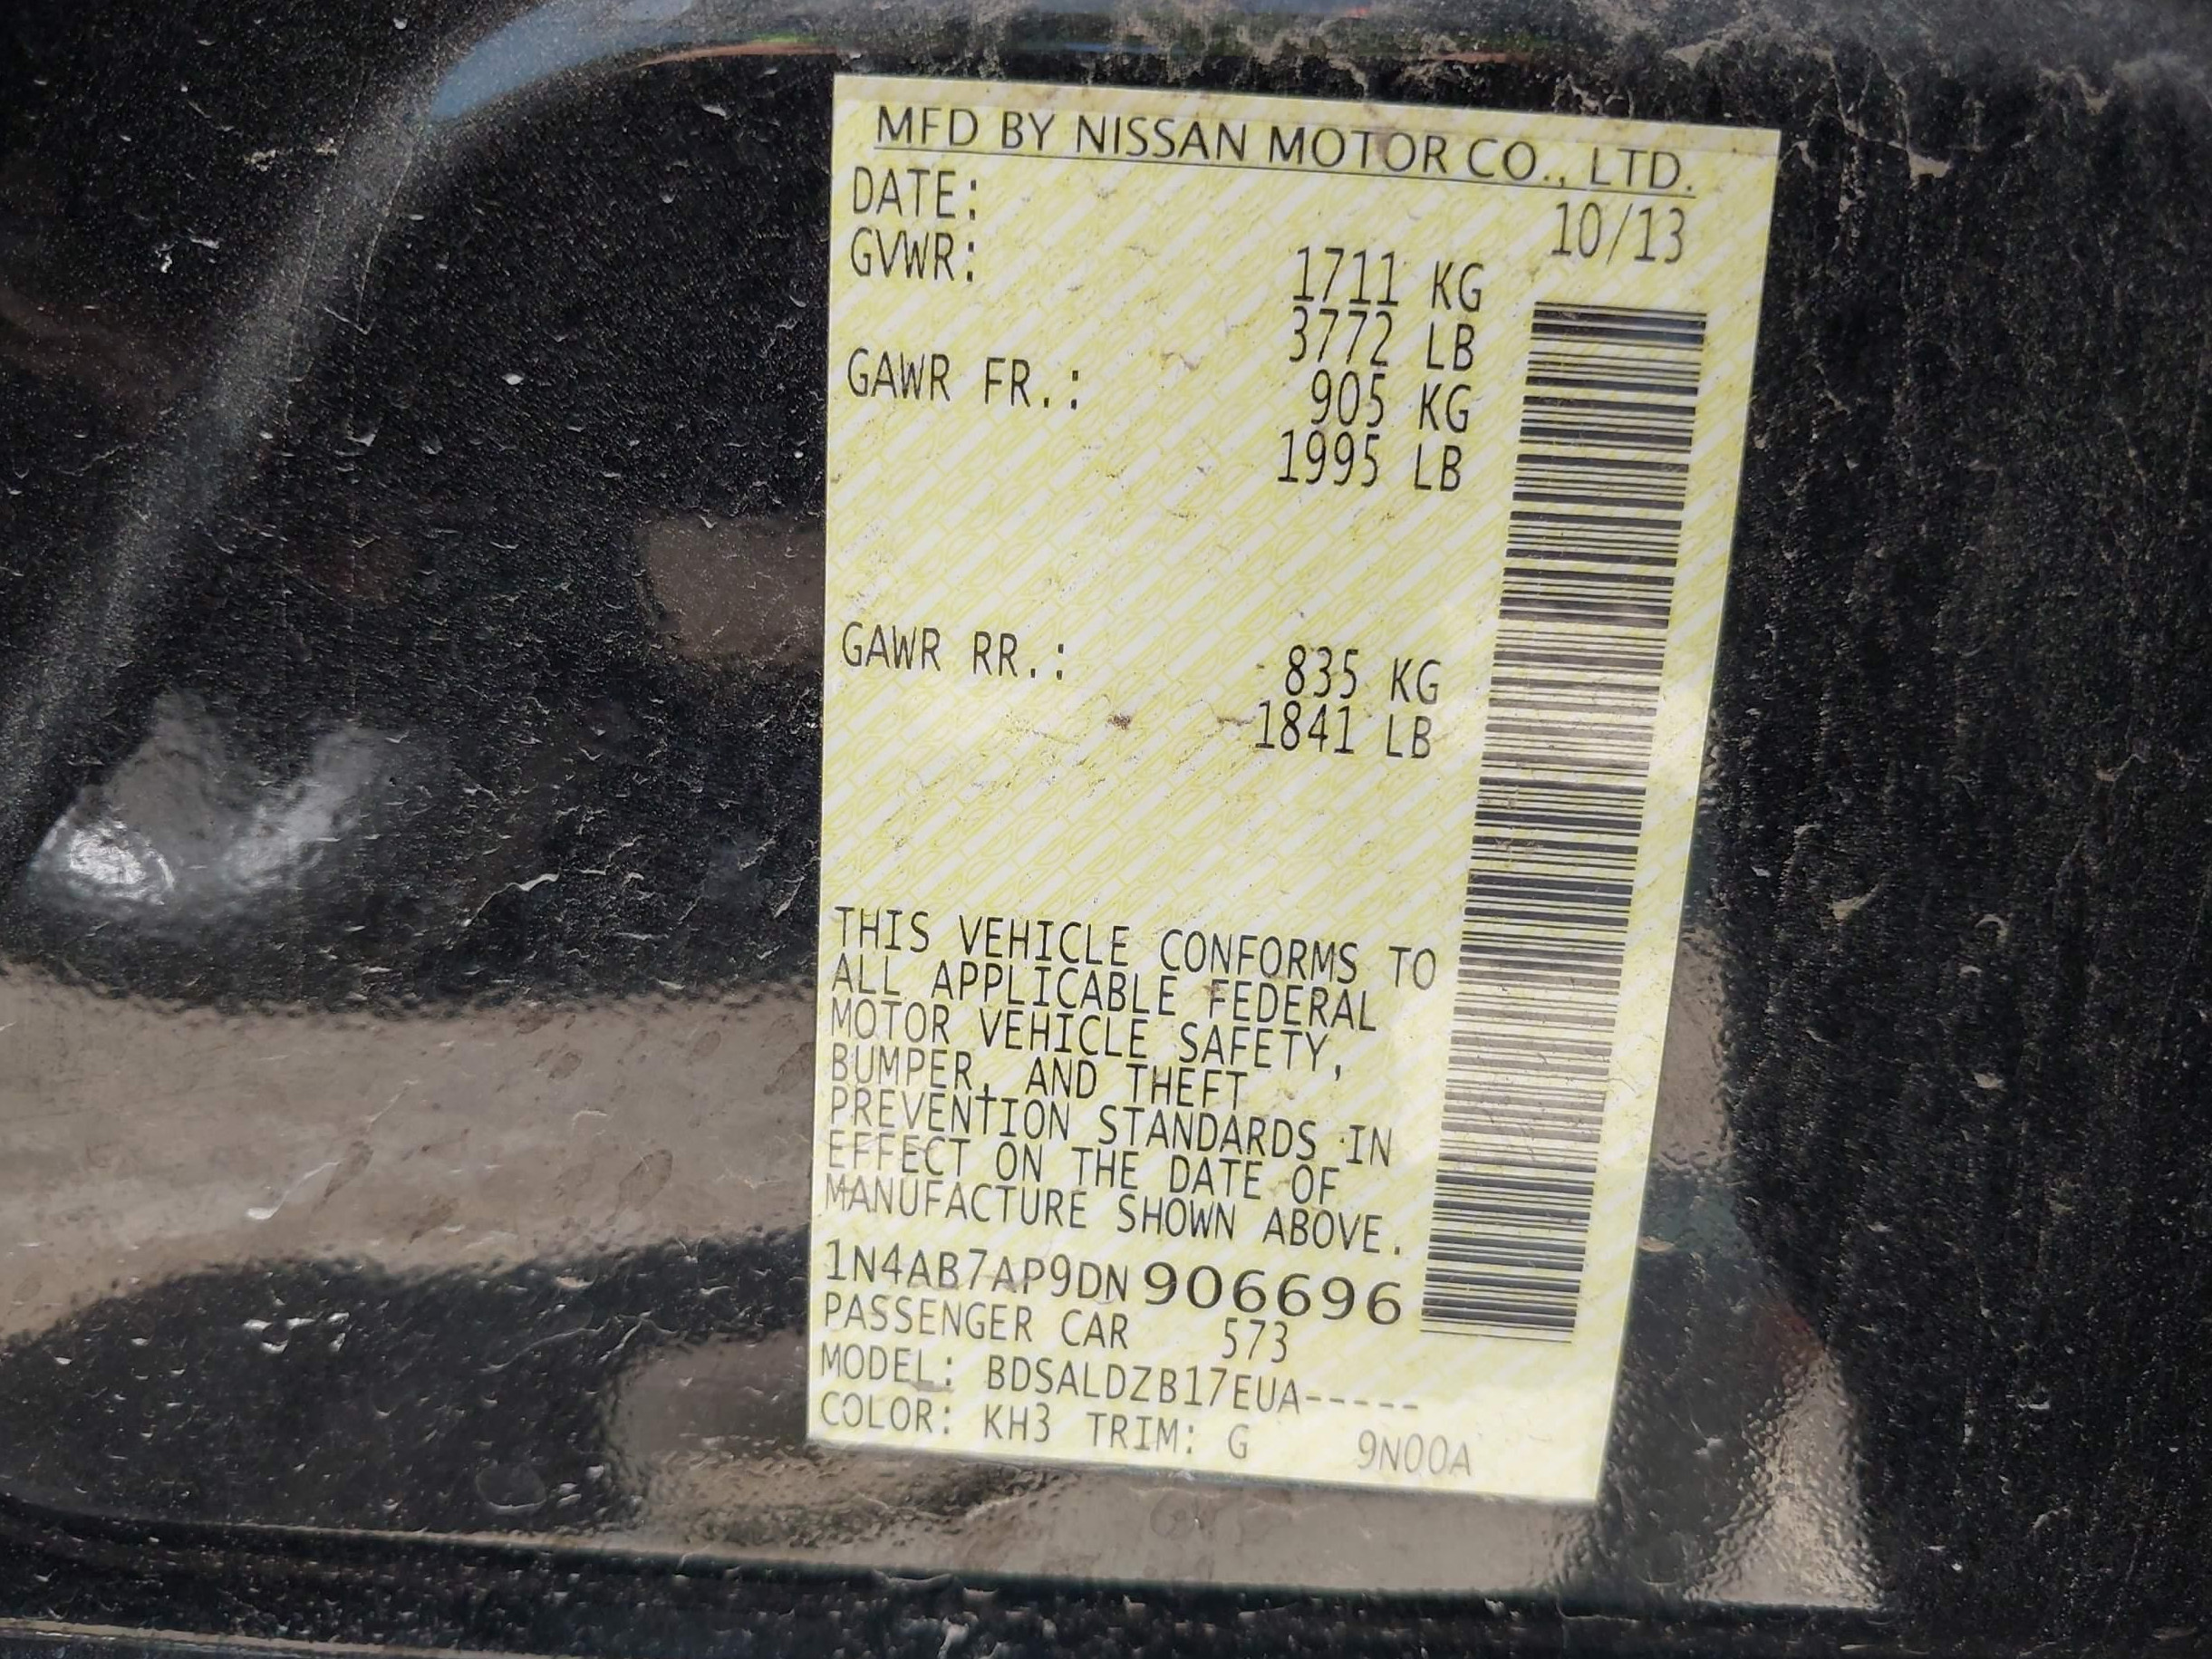 MFD BY NISSAN MOTOR CO., LTD.
DATE: 10/13
GVWR: 1711 KG
3772 LB
GAWR FR.: 905 KG
1995 LB
GAWR RR.: 835 KG
1841 LB
THIS VEHICLE CONFORMS TO
ALL APPLICABLE FEDERAL
MOTOR VEHICLE SAFETY,
BUMPER, AND THEFT
PREVENTION STANDARDS IN
EFFECT ON THE DATE OF
MANUFACTURE SHOWN ABOVE.
1N4AB7AP9DN906696
PASSENGER CAR 573
MODEL: BDSALDZB17EUA-----
COLOR: KH3 TRIM: G 9N00A